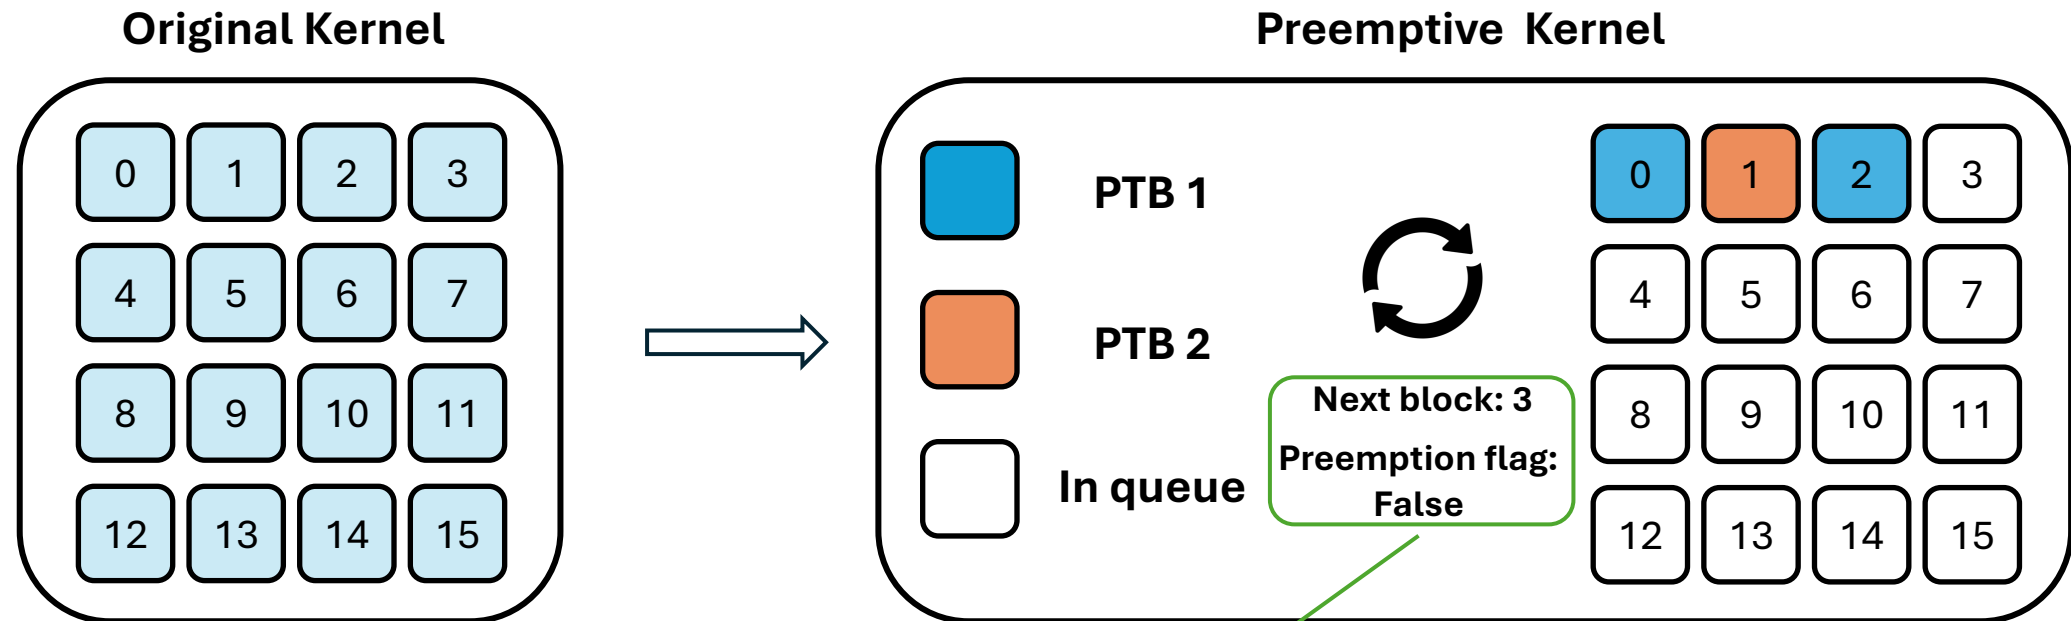 Original Kernel
0 1 2 3
4 5 6 7
8 9 10 11
12 13 14 15
Preemptive Kernel
PTB 1
PTB 2
In queue
Next block: 3
Preemption flag:
False
0 1 2 3
4 5 6 7
8 9 10 11
12 13 14 15